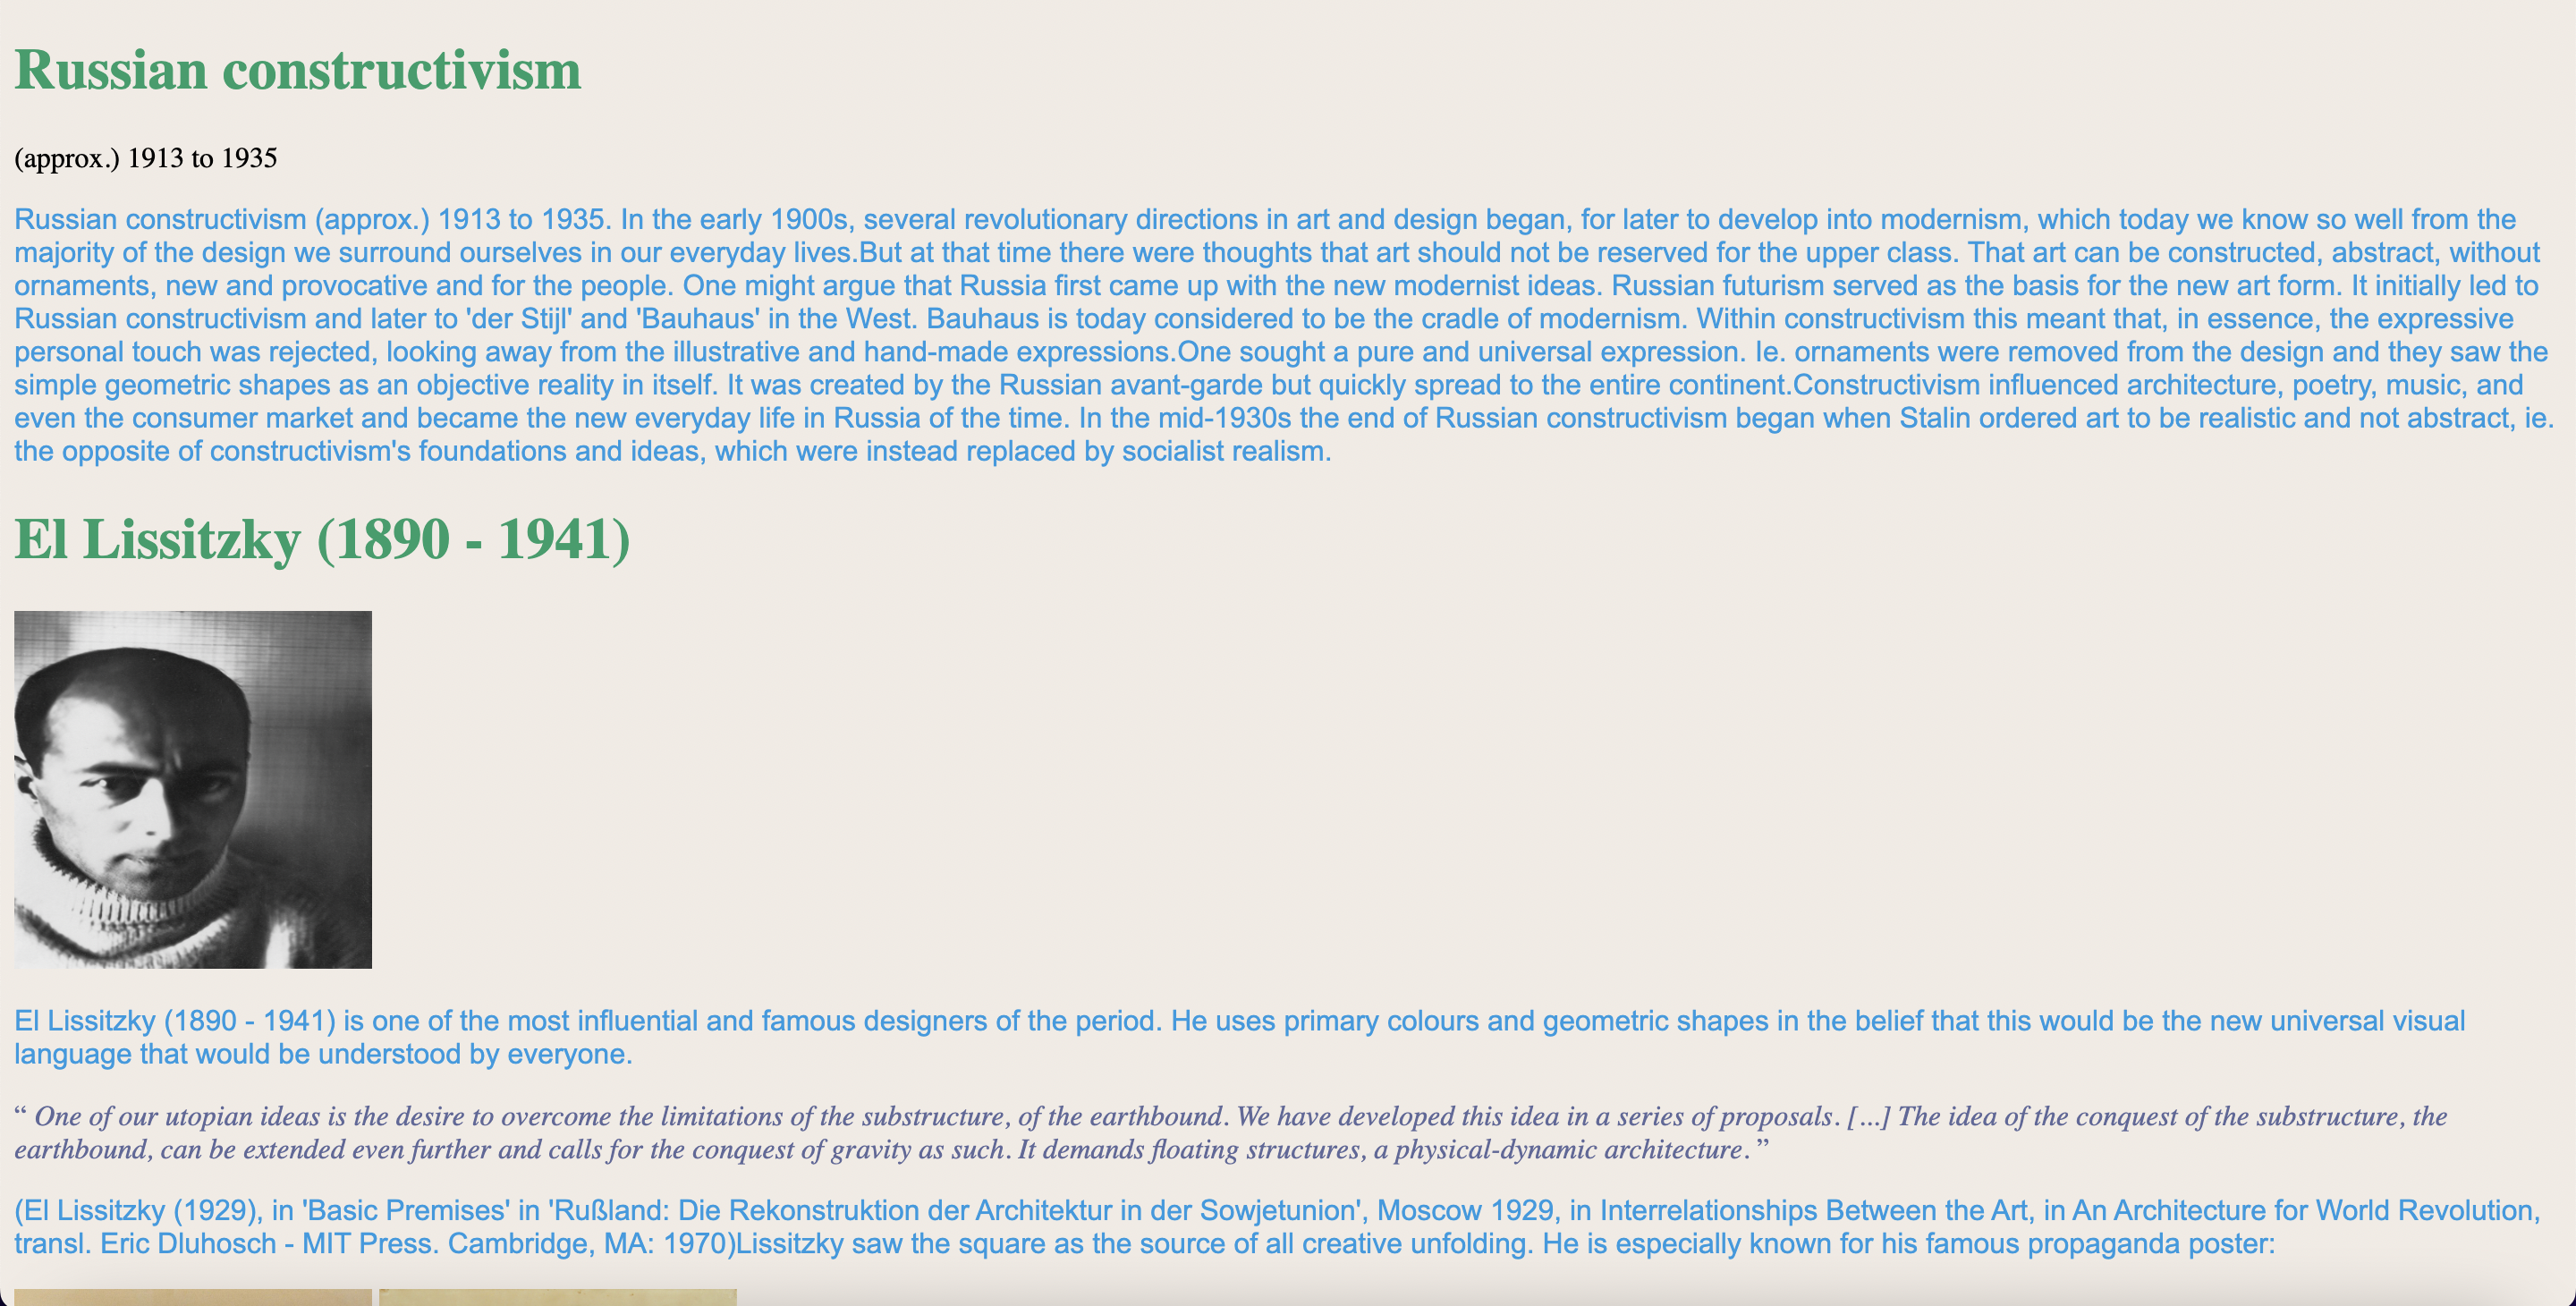 Russian constructivism
(approx.) 1913 to 1935
Russian constructivism (approx.) 1913 to 1935. In the early 1900s, several revolutionary directions in art and design began, for later to develop into modernism, which today we know so well from the
majority of the design we surround ourselves in our everyday lives.But at that time there were thoughts that art should not be reserved for the upper class. That art can be constructed, abstract, without
ornaments, new and provocative and for the people. One might argue that Russia first came up with the new modernist ideas. Russian futurism served as the basis for the new art form. It initially led to
Russian constructivism and later to 'der Stijl' and 'Bauhaus' in the West. Bauhaus is today considered to be the cradle of modernism. Within constructivism this meant that, in essence, the expressive
personal touch was rejected, looking away from the illustrative and hand-made expressions.One sought a pure and universal expression. Ie. ornaments were removed from the design and they saw the
simple geometric shapes as an objective reality in itself. It was created by the Russian avant-garde but quickly spread to the entire continent.Constructivism influenced architecture, poetry, music, and
even the consumer market and became the new everyday life in Russia of the time. In the mid-1930s the end of Russian constructivism began when Stalin ordered art to be realistic and not abstract, ie.
the opposite of constructivism's foundations and ideas, which were instead replaced by socialist realism.
El Lissitzky (1890 - 1941)
El Lissitzky (1890 - 1941) is one of the most influential and famous designers of the period. He uses primary colours and geometric shapes in the belief that this would be the new universal visual
language that would be understood by everyone.
“ One of our utopian ideas is the desire to overcome the limitations of the substructure, of the earthbound. We have developed this idea in a series of proposals. [...] The idea of the conquest of the substructure, the
earthbound, can be extended even further and calls for the conquest of gravity as such. It demands floating structures, a physical-dynamic architecture. ”
(El Lissitzky (1929), in 'Basic Premises' in 'Rußland: Die Rekonstruktion der Architektur in der Sowjetunion', Moscow 1929, in Interrelationships Between the Art, in An Architecture for World Revolution,
transl. Eric Dluhosch - MIT Press. Cambridge, MA: 1970)Lissitzky saw the square as the source of all creative unfolding. He is especially known for his famous propaganda poster: